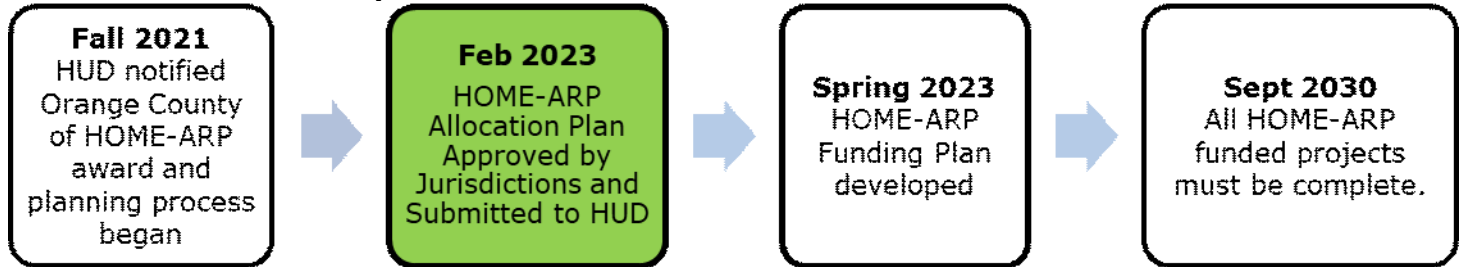 Fall 2021
HUD notified
Orange County
of HOME-ARP
award and
planning process
began
Feb 2023
HOME-ARP
Allocation Plan
Approved by
Jurisdictions and
Submitted to HUD
Spring 2023
HOME-ARP
Funding Plan
developed
Sept 2030
All HOME-ARP
funded projects
must be complete.